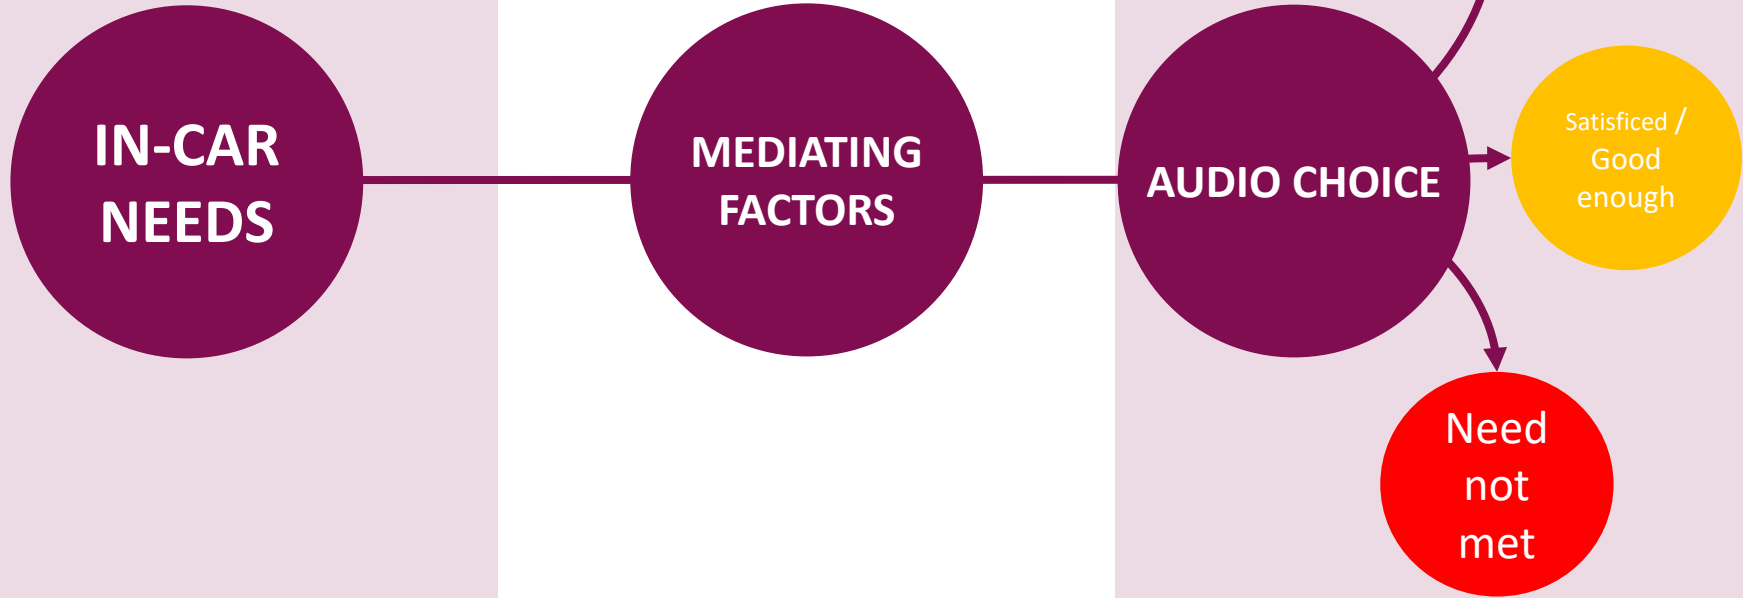 IN-CAR
NEEDS
MEDIATING
FACTORS
AUDIO CHOICE
Satisficed /
Good
enough
Need
not
met